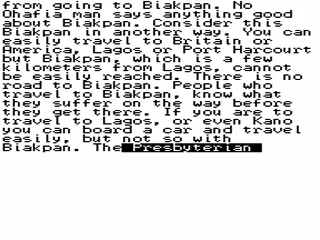 from going to Biakpan. No
Ohafia man says anything good
about Biakpan. Consider this
Biakpan in another way. You can
easily travel to Britain or
America, Lagos or Port Harcourt
but Biakpan, which is a few
kilometers from Lagos, cannot
be easily reached. There is no
road to Biakpan. People who
travel to Biakpan, know what
they suffer on the way before
they get there. If you are to
travel to Lagos, or even Kano
you can board a car and travel
easily, but not so with
Biakpan. The Presbyterian